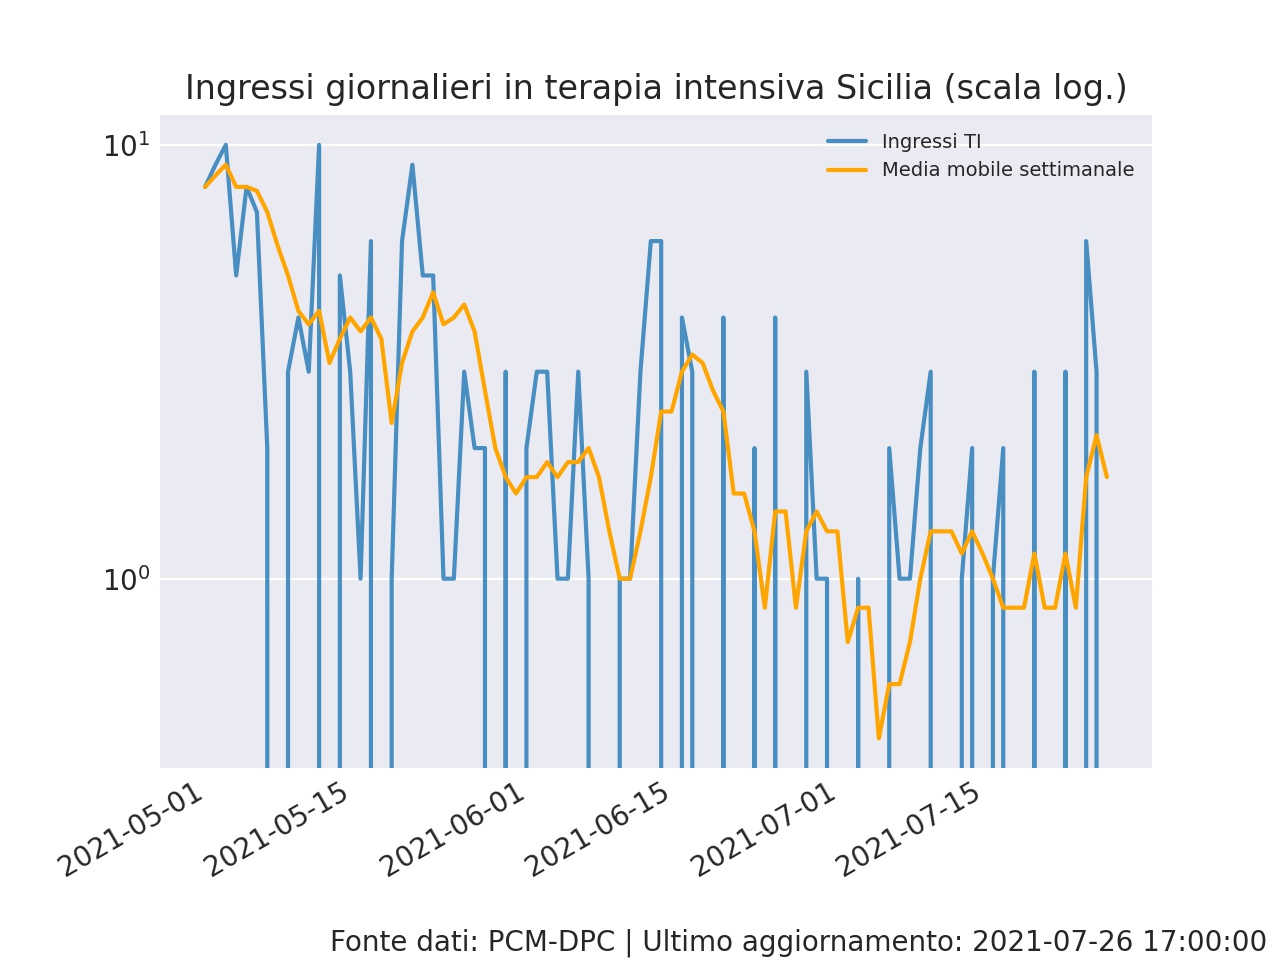 Ingressi giornalieri in terapia intensiva Sicilia (scala log.)
10¹
Ingressi TI
Media mobile settimanale
10⁰
2021-05-01
2021-05-15
2021-06-01
2021-06-15
2021-07-01
2021-07-15
Fonte dati: PCM-DPC | Ultimo aggiornamento: 2021-07-26 17:00:00